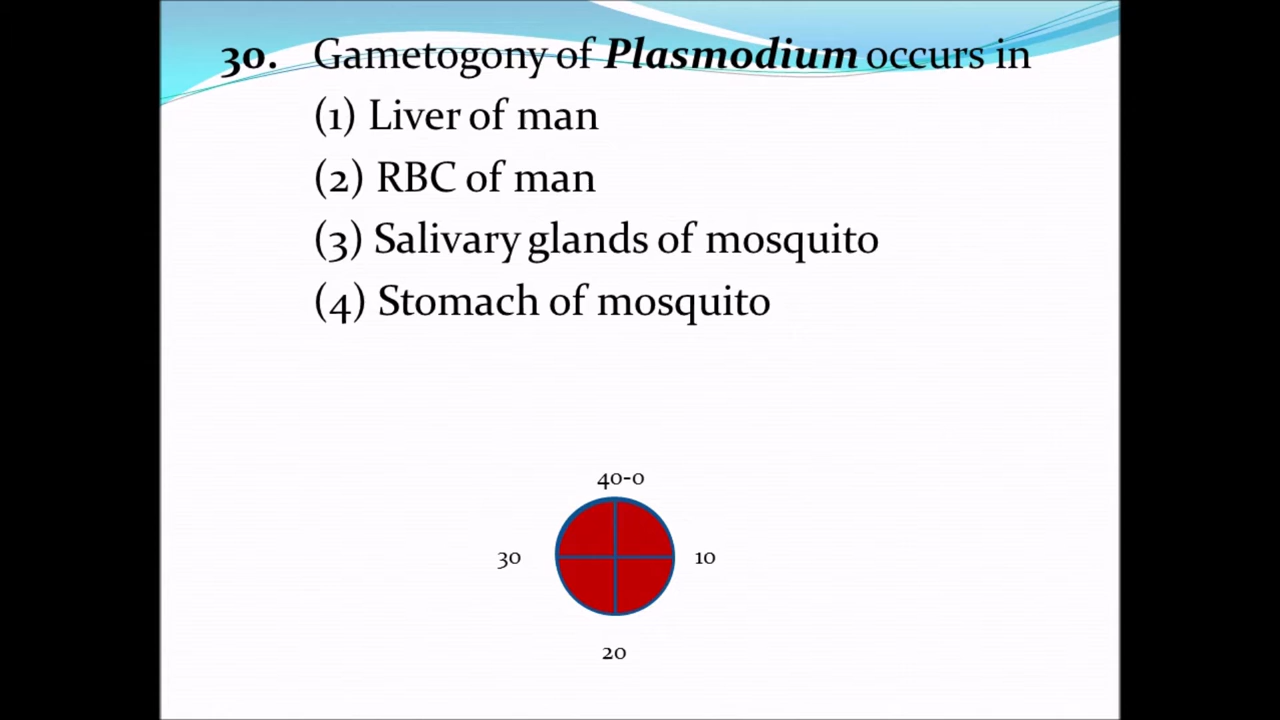 30. Gametogony of Plasmodium occurs in
(1) Liver of man
(2) RBC of man
(3) Salivary glands of mosquito
(4) Stomach of mosquito
40-0
30
10
20